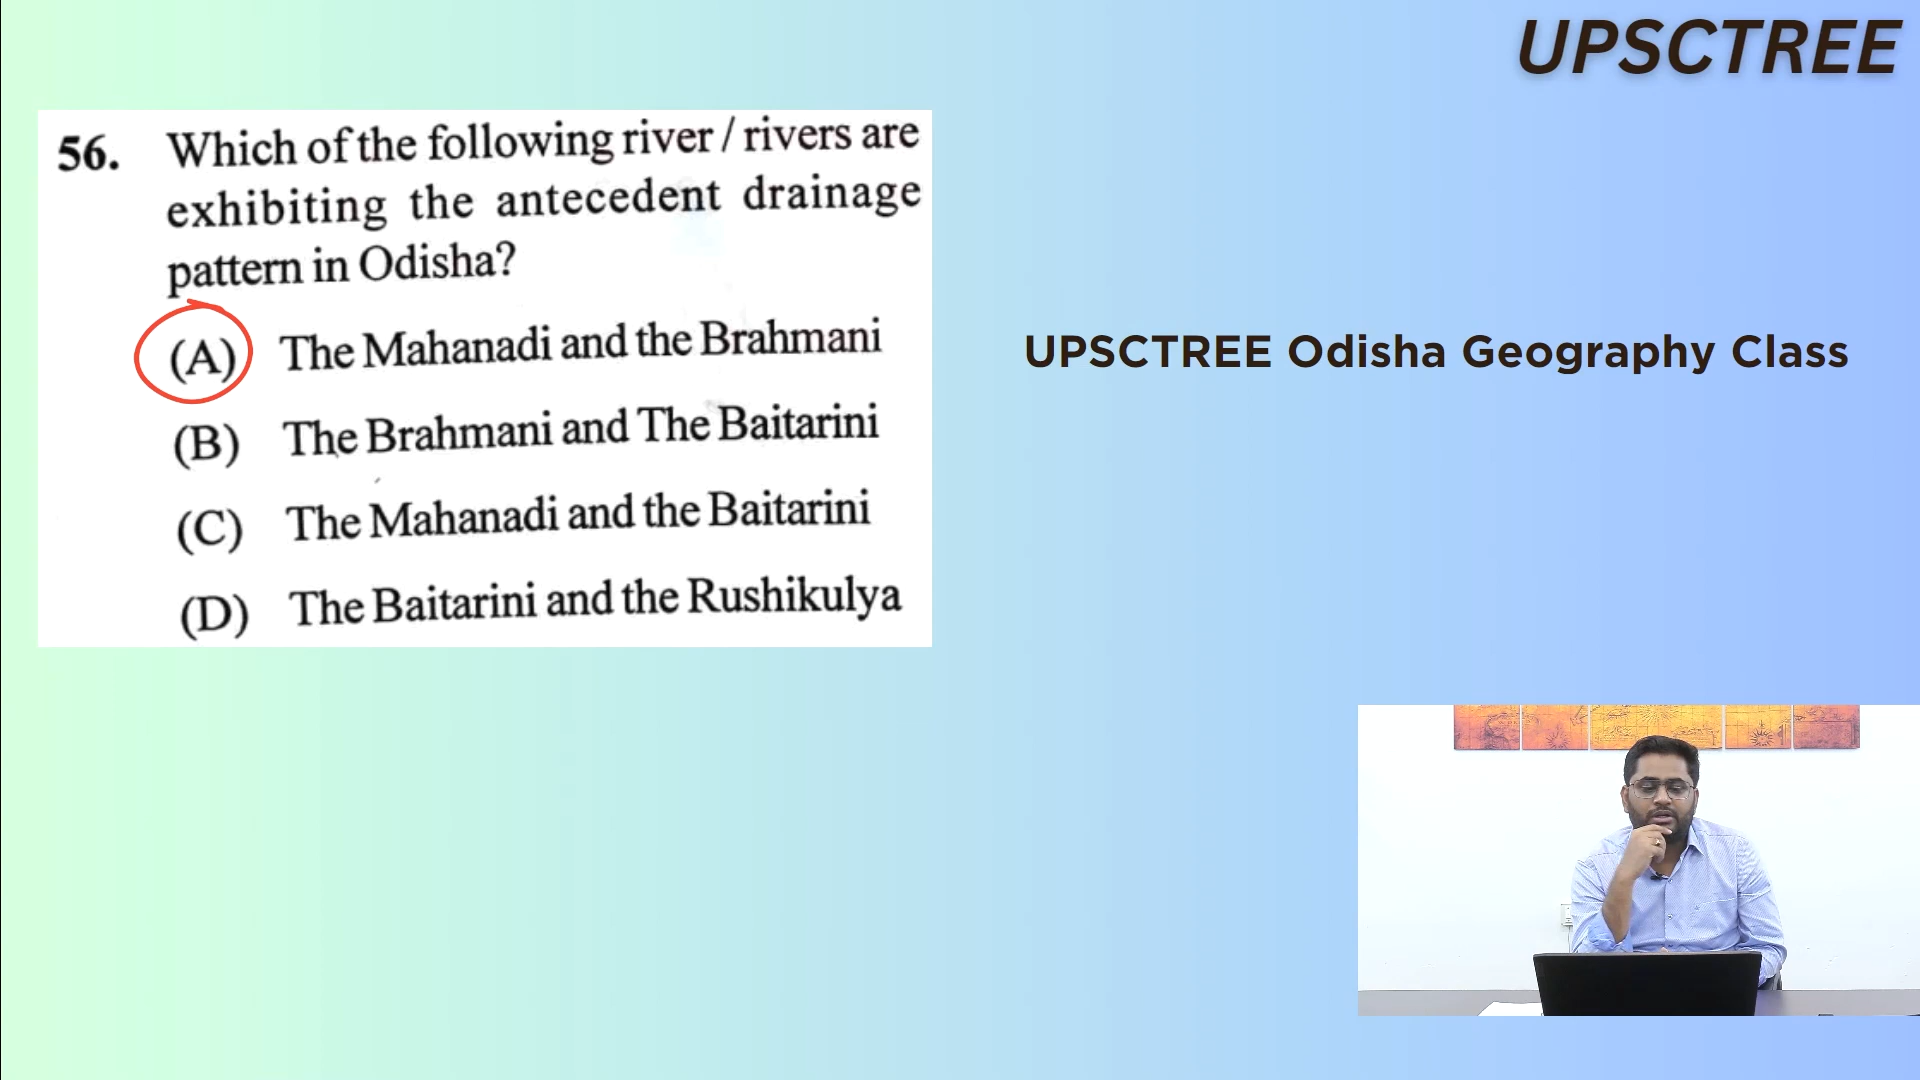 UPSCTREE
56. Which of the following river / rivers are
exhibiting the antecedent drainage
pattern in Odisha?
(A) The Mahanadi and the Brahmani
(B) The Brahmani and The Baitarini
(C) The Mahanadi and the Baitarini
(D) The Baitarini and the Rushikulya
UPSCTREE Odisha Geography Class